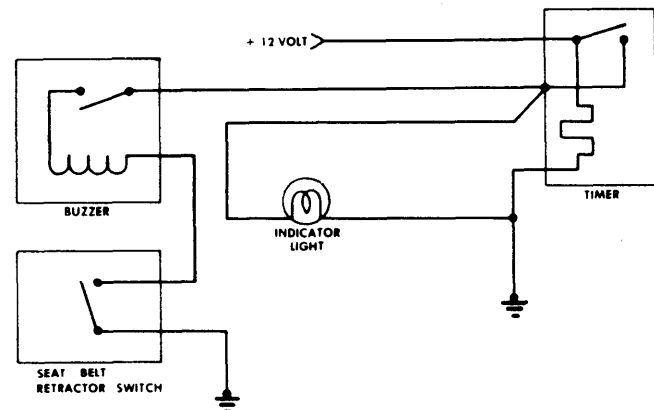 + 12 VOLT
BUZZER
TIMER
INDICATOR
LIGHT
SEAT BELT
RETRACTOR SWITCH